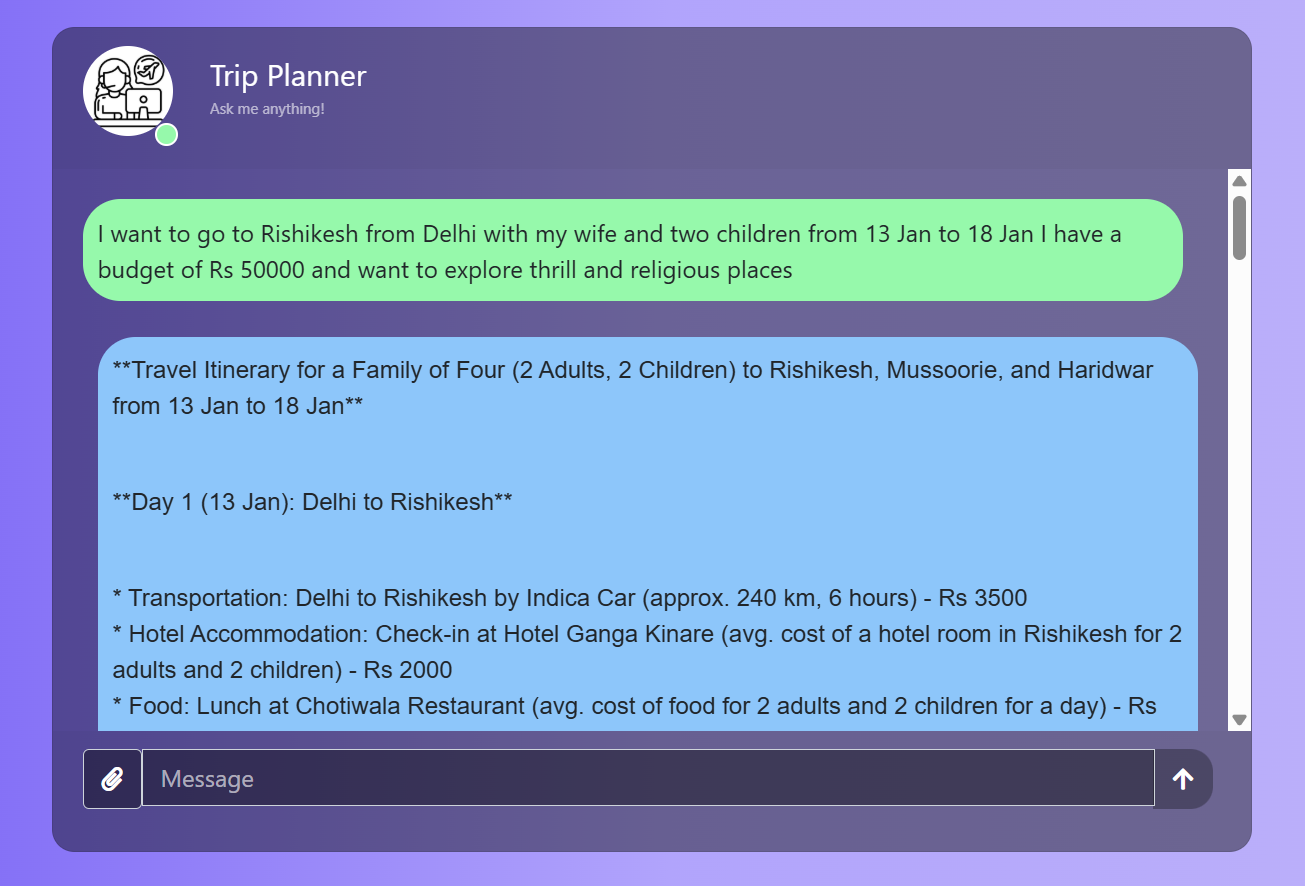 Trip Planner
Ask me anything!
I want to go to Rishikesh from Delhi with my wife and two children from 13 Jan to 18 Jan I have a
budget of Rs 50000 and want to explore thrill and religious places
**Travel Itinerary for a Family of Four (2 Adults, 2 Children) to Rishikesh, Mussoorie, and Haridwar
from 13 Jan to 18 Jan**
**Day 1 (13 Jan): Delhi to Rishikesh**
* Transportation: Delhi to Rishikesh by Indica Car (approx. 240 km, 6 hours) - Rs 3500
* Hotel Accommodation: Check-in at Hotel Ganga Kinare (avg. cost of a hotel room in Rishikesh for 2
adults and 2 children) - Rs 2000
* Food: Lunch at Chotiwala Restaurant (avg. cost of food for 2 adults and 2 children for a day) - Rs
Message